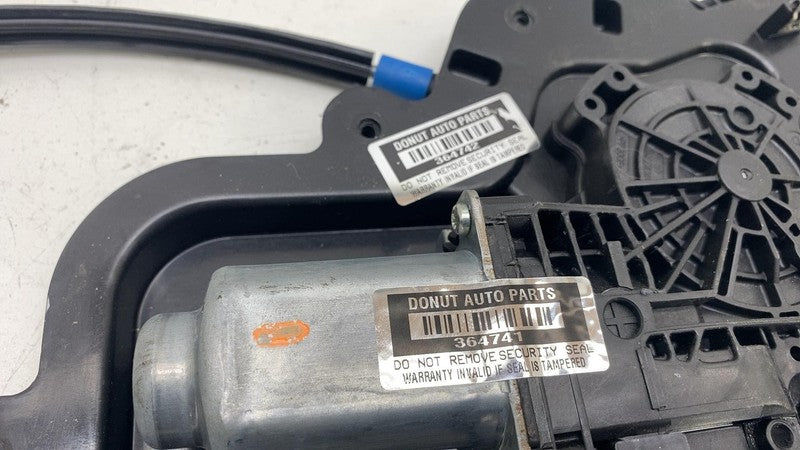 DONUT AUTO PARTS
364742
DO NOT REMOVE SECURITY SEAL
WARRANTY INVALID IF SEAL IS TAMPERED
DONUT AUTO PARTS
364741
DO NOT REMOVE SECURITY SEAL
WARRANTY INVALID IF SEAL IS TAMPERED